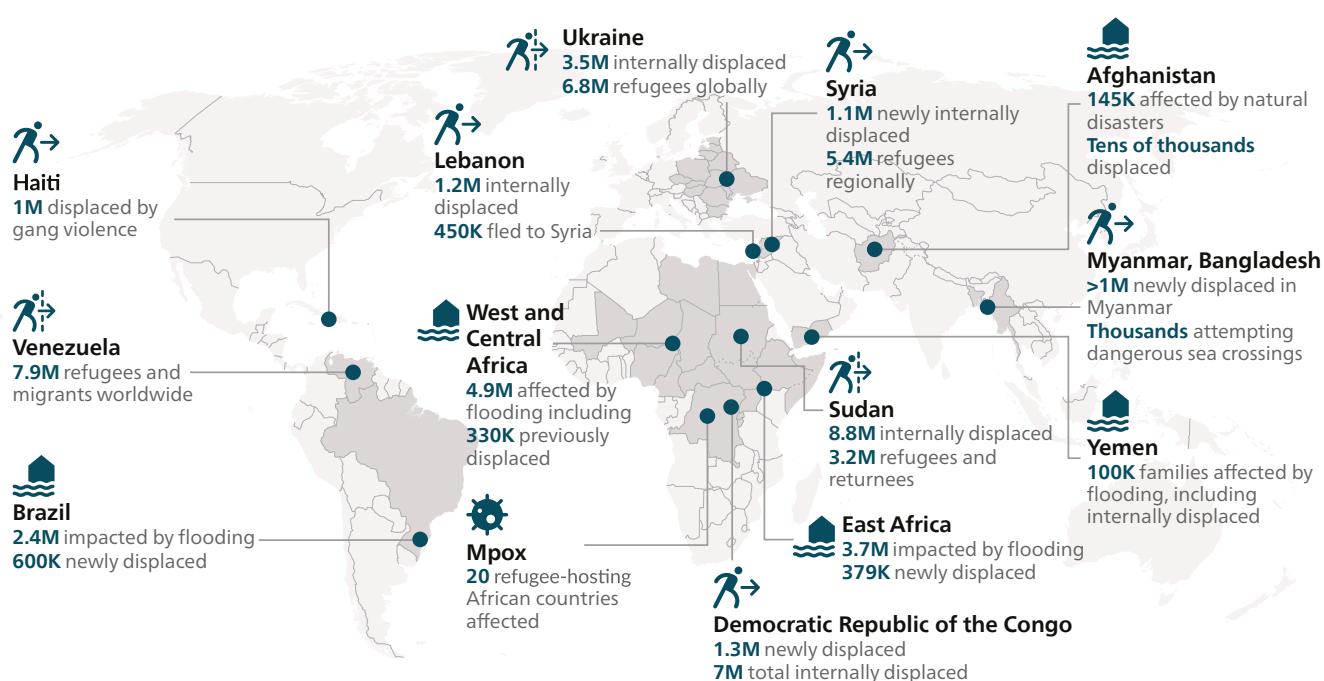 Ukraine
3.5M internally displaced
6.8M refugees globally
Syria
1.1M newly internally
displaced
5.4M refugees
regionally
Afghanistan
145K affected by natural
disasters
Tens of thousands
displaced
Lebanon
1.2M internally
displaced
450K fled to Syria
Haiti
1M displaced by
gang violence
Myanmar, Bangladesh
>1M newly displaced in
Myanmar
Thousands attempting
dangerous sea crossings
West and
Central
Africa
4.9M affected by
flooding including
330K previously
displaced
Venezuela
7.9M refugees and
migrants worldwide
Sudan
8.8M internally displaced
3.2M refugees and
returnees
Yemen
100K families affected by
flooding, including
internally displaced
Brazil
2.4M impacted by flooding
600K newly displaced
Mpox
20 refugee-hosting
African countries
affected
East Africa
3.7M impacted by flooding
379K newly displaced
Democratic Republic of the Congo
1.3M newly displaced
7M total internally displaced